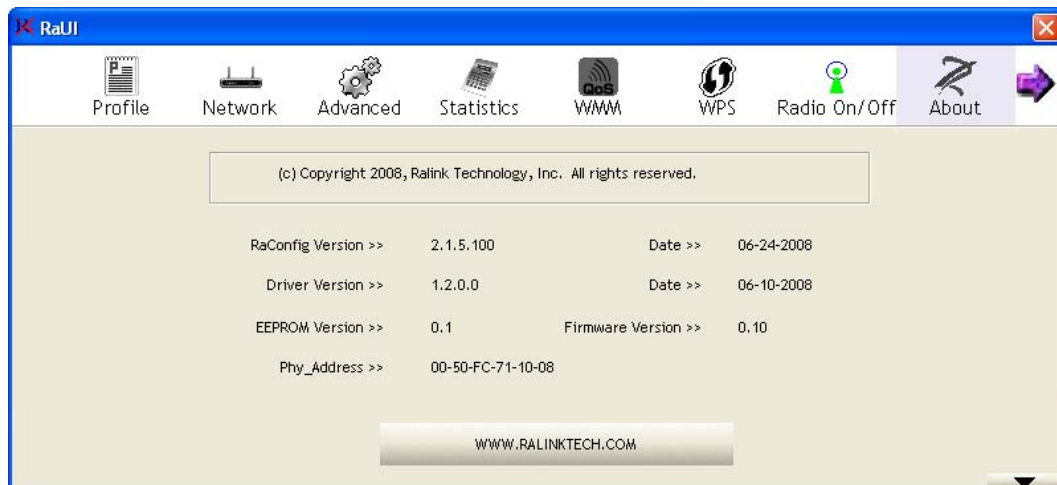 RaUI
Profile Network Advanced Statistics QoS WMM WPS Radio On/Off About
(c) Copyright 2008, Ralink Technology, Inc. All rights reserved.
RaConfig Version >> 2.1.5.100 Date >> 06-24-2008
Driver Version >> 1.2.0.0 Date >> 06-10-2008
EEPROM Version >> 0.1 Firmware Version >> 0.10
Phy_Address >> 00-50-FC-71-10-08
WWW.RALINKTECH.COM